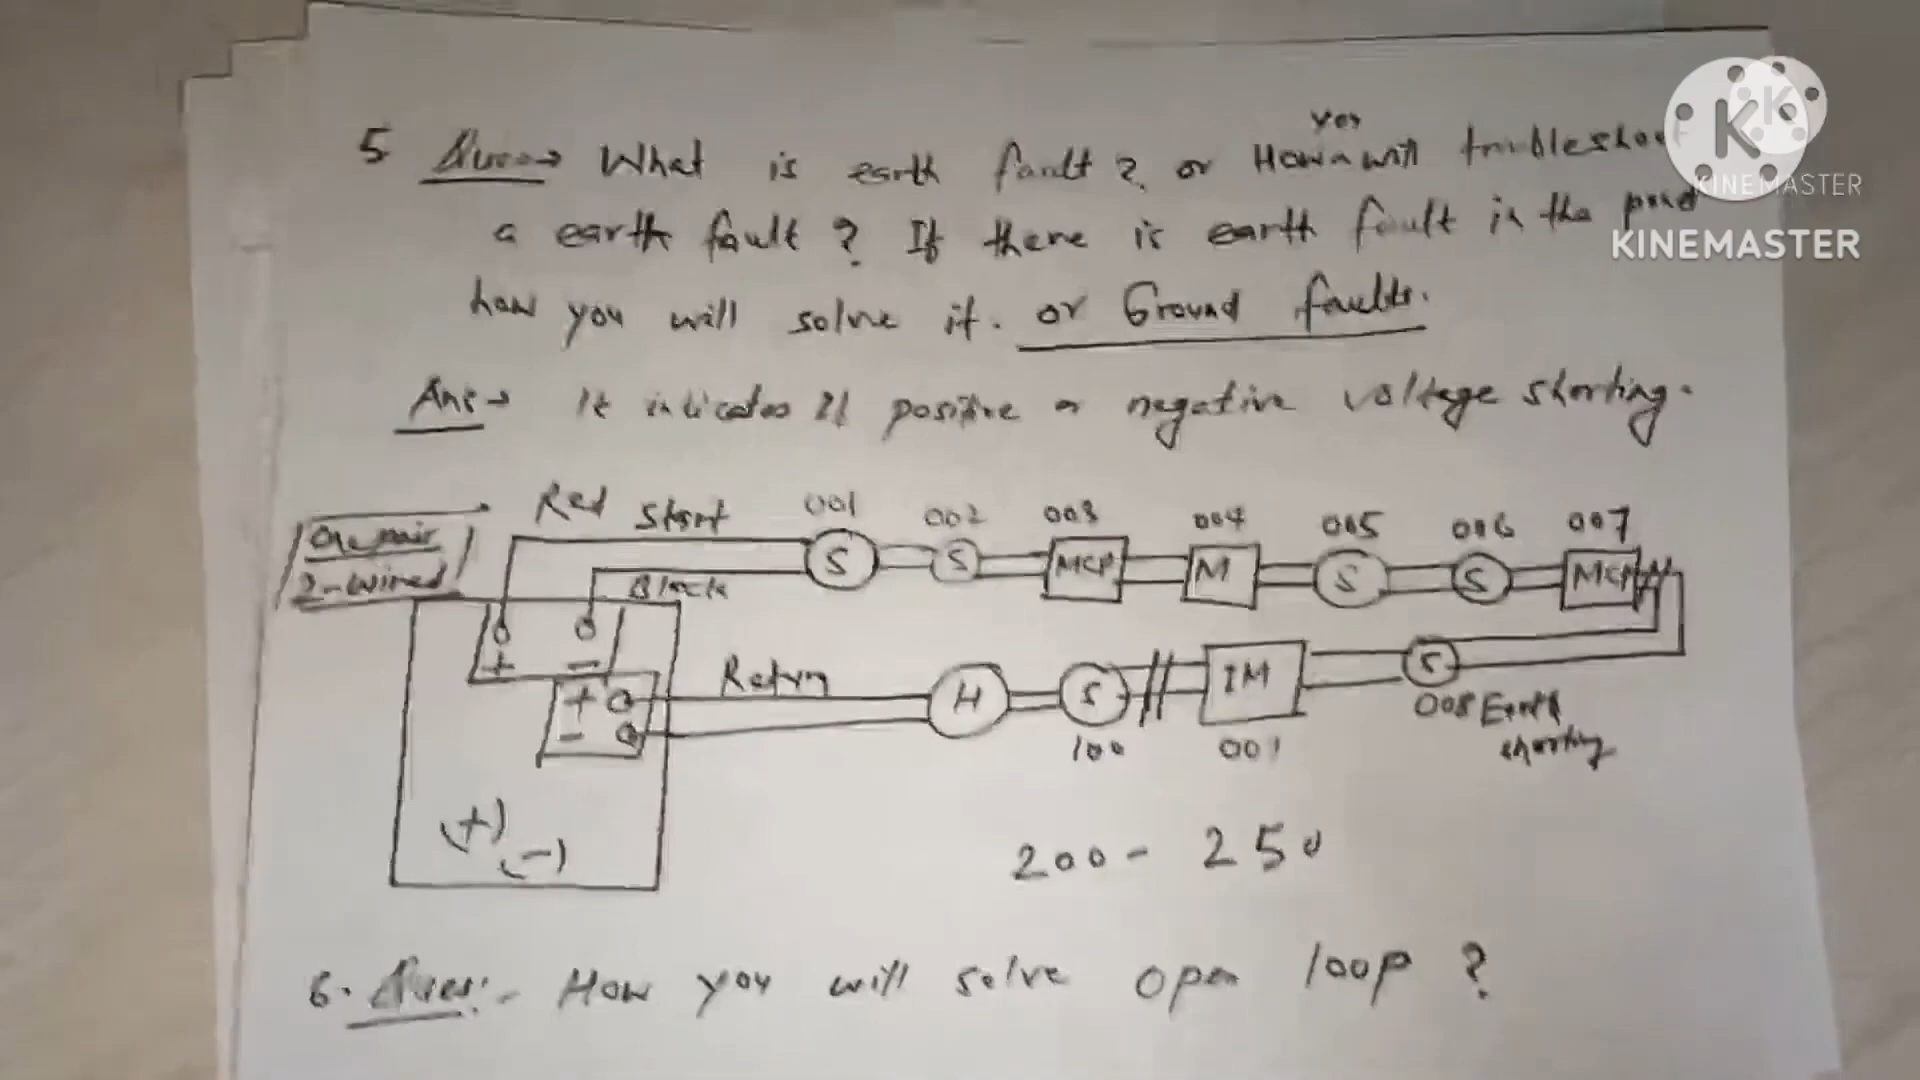 5 Ques→ What is earth fault? or How you will troubleshoot
a earth fault? If there is earth fault in the panel
how you will solve it. or Ground faults.
Ans→ It indicates If positive or negative voltage shorting.
One pair
2-wired
Red Start 001 002 003 004 005 006 007
Black
S S MCP M S S MCP
+ -
+
-
Return
H S IM S
100 009 008 Earth
shorting
(+)
(-)
200 - 250
6. Ques:- How you will solve open loop?
KINEMASTER
KINEMASTER